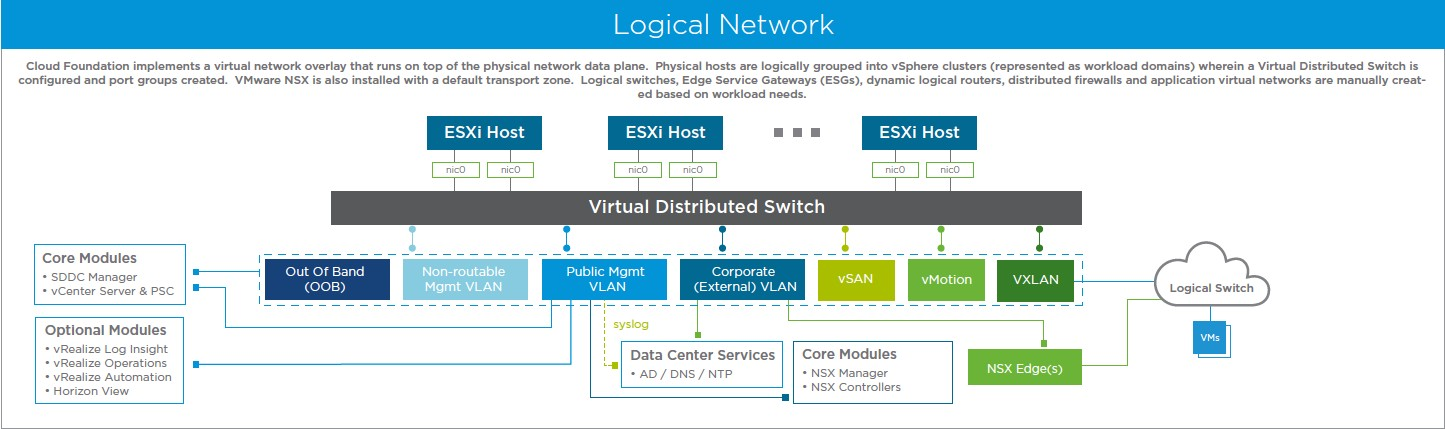 Logical Network
Cloud Foundation implements a virtual network overlay that runs on top of the physical network data plane.  Physical hosts are logically grouped into vSphere clusters (represented as workload domains) wherein a Virtual Distributed Switch is
configured and port groups created.  VMware NSX is also installed with a default transport zone.  Logical switches, Edge Service Gateways (ESGs), dynamic logical routers, distributed firewalls and application virtual networks are manually creat-
ed based on workload needs.
ESXi Host
ESXi Host
ESXi Host
nic0
nic0
nic0
nic0
nic0
nic0
Virtual Distributed Switch
Core Modules
• SDDC Manager
• vCenter Server & PSC
Out Of Band
(OOB)
Non-routable
Mgmt VLAN
Public Mgmt
VLAN
Corporate
(External) VLAN
vSAN
vMotion
VXLAN
Logical Switch
VMs
Optional Modules
• vRealize Log Insight
• vRealize Operations
• vRealize Automation
• Horizon View
syslog
Data Center Services
• AD / DNS / NTP
Core Modules
• NSX Manager
• NSX Controllers
NSX Edge(s)